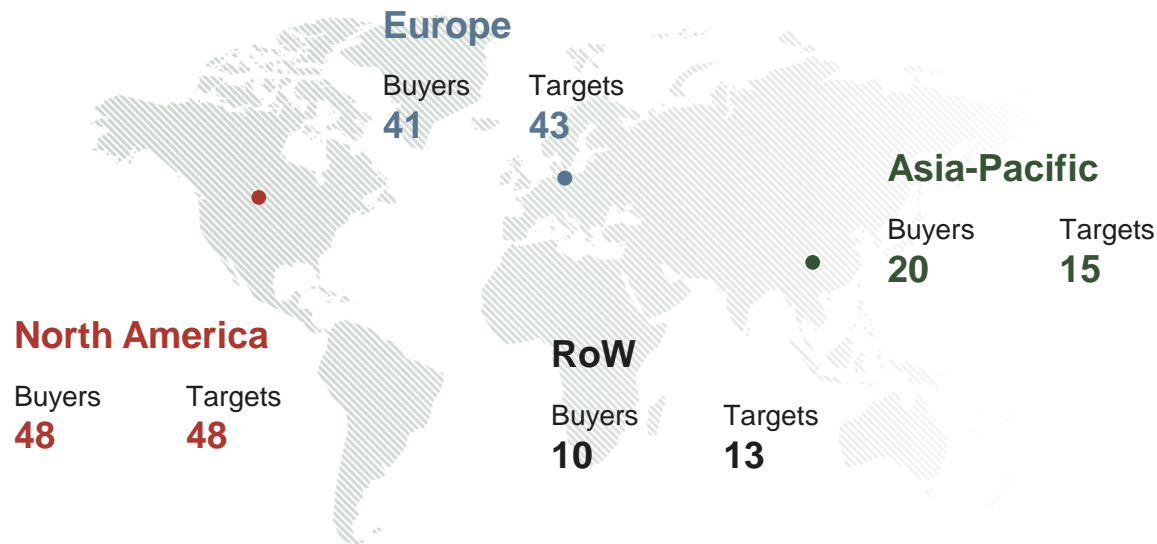 Europe
Buyers Targets
41 43
Asia-Pacific
Buyers Targets
20 15
North America
Buyers Targets
48 48
RoW
Buyers Targets
10 13